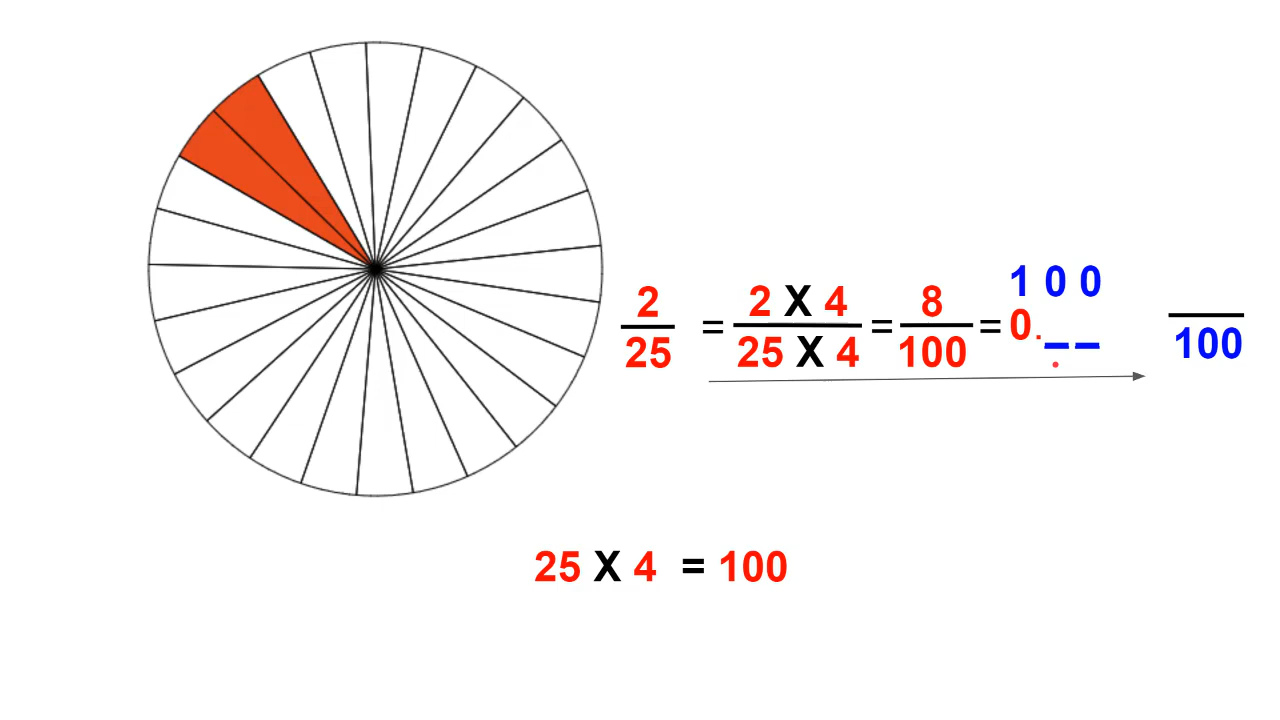 1 0 0
2 = 2 X 4 = 8 = 0. _ _
25 25 X 4 100 100
25 X 4 = 100